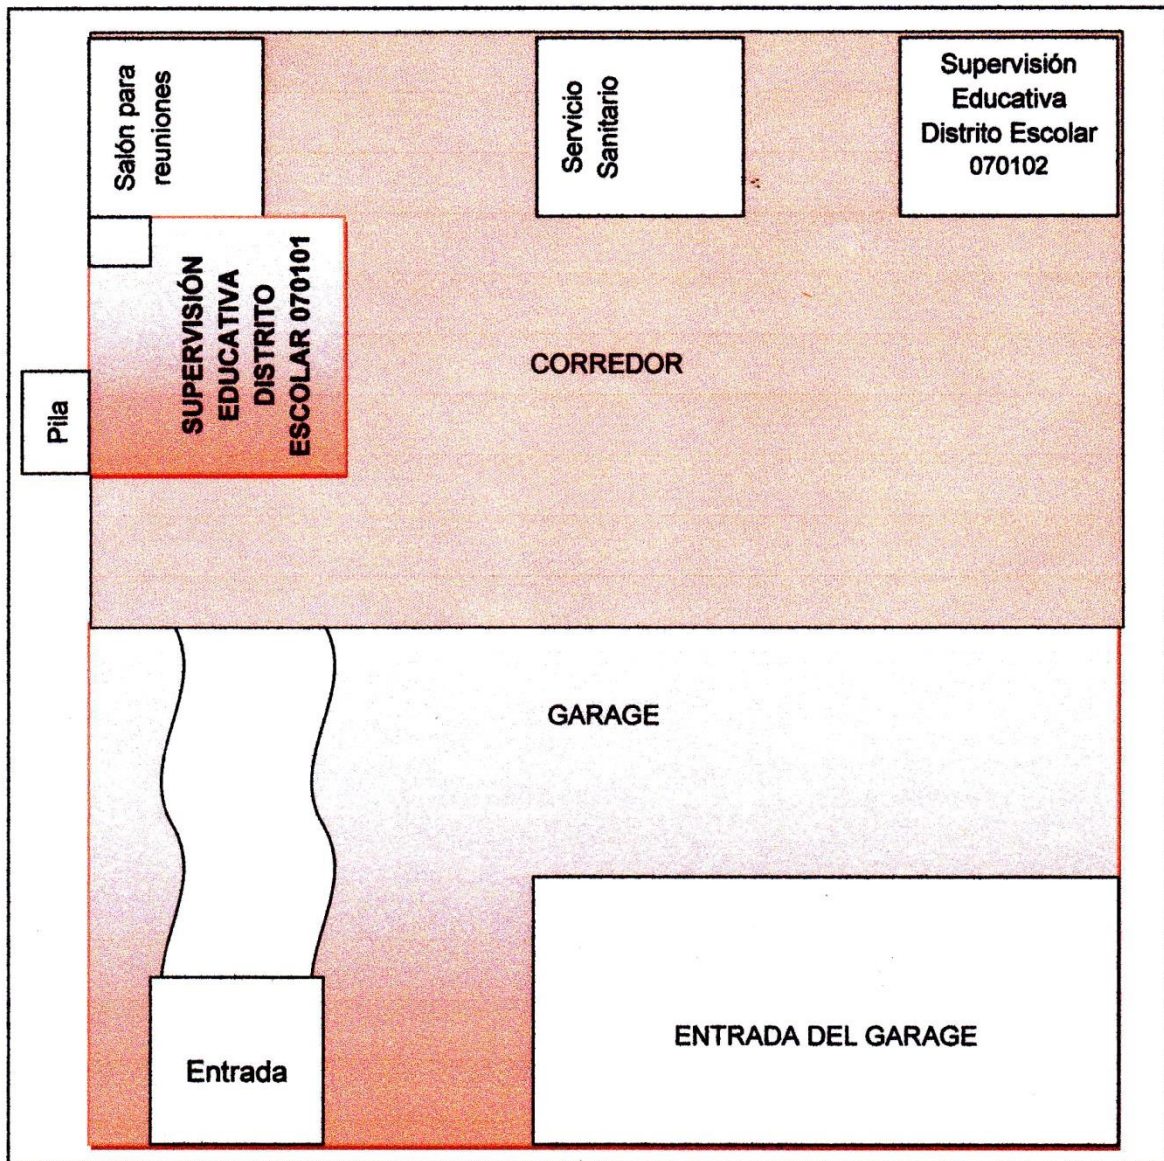 Salón para
reuniones
Servicio
Sanitario
Supervisión
Educativa
Distrito Escolar
070102
SUPERVISIÓN
EDUCATIVA
DISTRITO
ESCOLAR 070101
CORREDOR
Pila
GARAGE
Entrada
ENTRADA DEL GARAGE